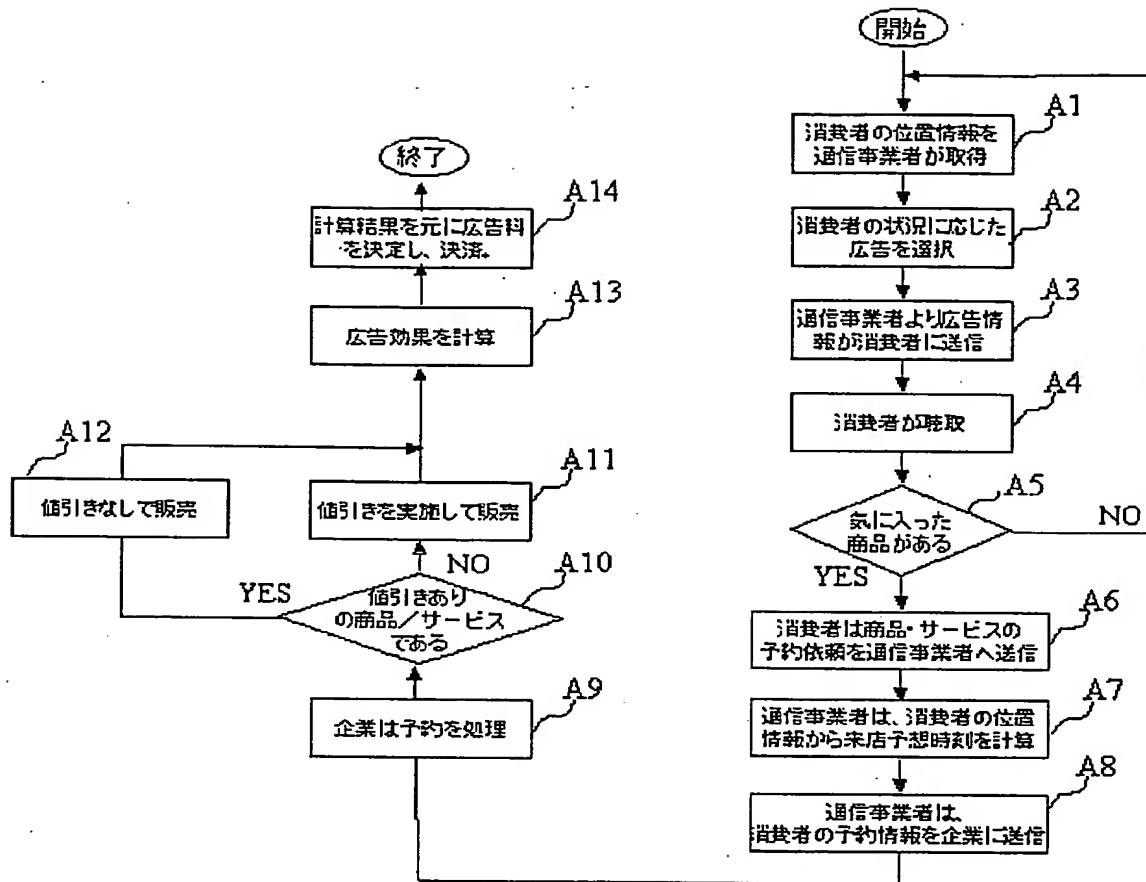 開始
A1
消費者の位置情報を
通信事業者が取得
A2
消費者の状況に応じた
広告を選択
A3
通信事業者より広告情
報が消費者に送信
A4
消費者が聴取
A5
気に入った
商品がある
NO
YES
A6
消費者は商品・サービスの
予約依頼を通信事業者へ送信
A7
通信事業者は、消費者の位置
情報から来店予想時刻を計算
A8
通信事業者は、
消費者の予約情報を企業に送信
A9
企業は予約を処理
A10
値引きあり
の商品／サービス
である
YES
NO
A11
値引きを実施して販売
A12
値引きなしで販売
A13
広告効果を計算
A14
計算結果を元に広告料
を決定し、決済。
終了